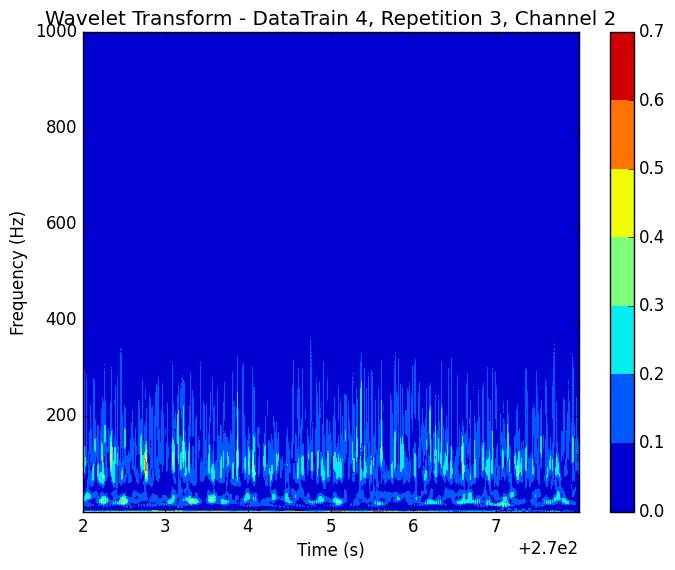 Wavelet Transform - DataTrain 4, Repetition 3, Channel 2
1000
800
600
400
200
Frequency (Hz)
2 3 4 5 6 7
Time (s)
+2.7e2
0.7
0.6
0.5
0.4
0.3
0.2
0.1
0.0